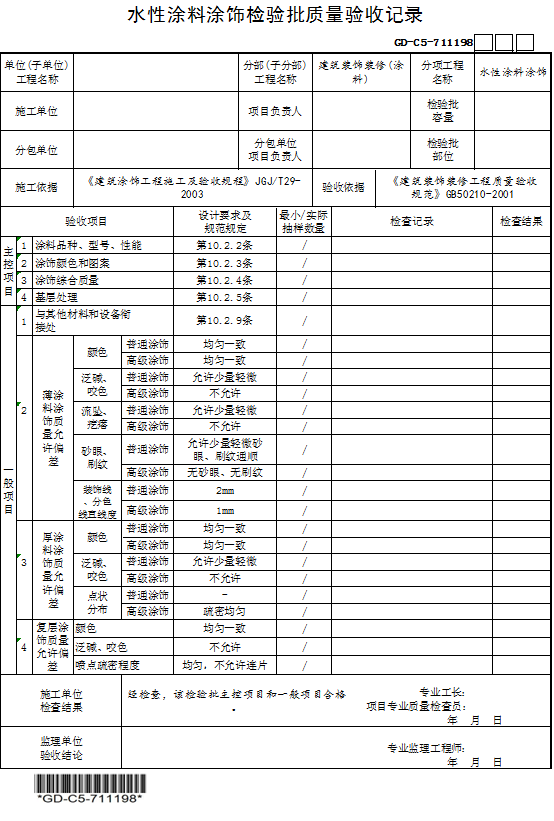 水性涂料涂饰检验批质量验收记录
GD-C5-711198
单位(子单位)
工程名称
分部(子分部)
工程名称
建筑装饰装修(涂
料)
分项工程
名称
水性涂料涂饰
施工单位
项目负责人
检验批
容量
分包单位
分包单位
项目负责人
检验批
部位
施工依据
《建筑涂饰工程施工及验收规程》JGJ/T29-
2003
验收依据
《建筑装饰装修工程质量验收
规范》GB50210-2001
验收项目
设计要求及
规范规定
最小/实际
抽样数量
检查记录
检查结果
主控项目
1 涂料品种、型号、性能 第10.2.2条 /
2 涂饰颜色和图案 第10.2.3条 /
3 涂饰综合质量 第10.2.4条 /
4 基层处理 第10.2.5条 /
一般项目
1
与其他材料和设备衔
接处
第10.2.9条 /
2
薄涂
料涂
饰质
量允
许偏
差
颜色
普通涂饰 均匀一致 /
高级涂饰 均匀一致 /
泛碱、
咬色
普通涂饰 允许少量轻微 /
高级涂饰 不允许 /
流坠、
疙瘩
普通涂饰 允许少量轻微 /
高级涂饰 不允许 /
砂眼、
刷纹
普通涂饰
允许少量轻微砂
眼、刷纹通顺
/
高级涂饰 无砂眼、无刷纹 /
装饰线
、分色
线直线度
普通涂饰 2mm /
高级涂饰 1mm /
3
厚涂
料涂
饰质
量允
许偏
差
颜色
普通涂饰 均匀一致 /
高级涂饰 均匀一致 /
泛碱、
咬色
普通涂饰 允许少量轻微 /
高级涂饰 不允许 /
点状
分布
普通涂饰 - /
高级涂饰 疏密均匀 /
4
复层涂
饰质量
允许偏
差
颜色 均匀一致 /
泛碱、咬色 不允许 /
喷点疏密程度 均匀，不允许连片 /
施工单位
检查结果
经检查，该检验批主控项目和一般项目合格
。
专业工长：
项目专业质量检查员：
年 月 日
监理单位
验收结论
专业监理工程师：
年 月 日
*GD-C5-711198*